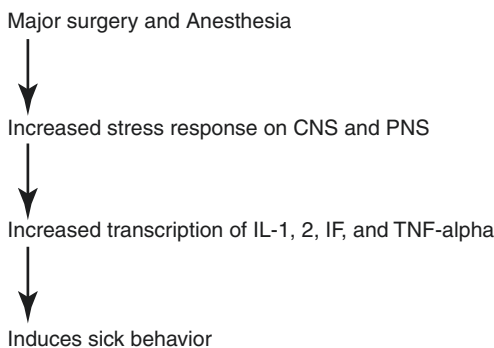 Major surgery and Anesthesia
Increased stress response on CNS and PNS
Increased transcription of IL-1, 2, IF, and TNF-alpha
Induces sick behavior